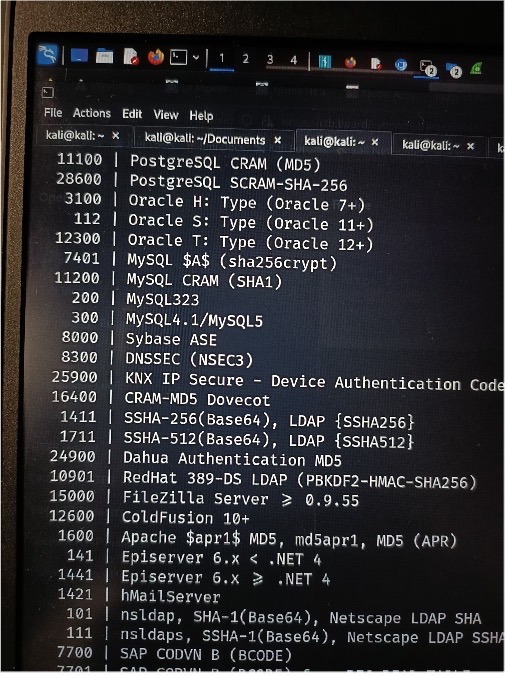 1 2 3 4
2 2
File Actions Edit View Help
kali@kali: ~ × kali@kali: ~/Documents × kali@kali: ~ × kali@kali: ~ × k
11100 | PostgreSQL CRAM (MD5)
28600 | PostgreSQL SCRAM-SHA-256
3100 | Oracle H: Type (Oracle 7+)
112 | Oracle S: Type (Oracle 11+)
12300 | Oracle T: Type (Oracle 12+)
7401 | MySQL $A$ (sha256crypt)
11200 | MySQL CRAM (SHA1)
200 | MySQL323
300 | MySQL4.1/MySQL5
8000 | Sybase ASE
8300 | DNSSEC (NSEC3)
25900 | KNX IP Secure - Device Authentication Code
16400 | CRAM-MD5 Dovecot
1411 | SSHA-256(Base64), LDAP {SSHA256}
1711 | SSHA-512(Base64), LDAP {SSHA512}
24900 | Dahua Authentication MD5
10901 | RedHat 389-DS LDAP (PBKDF2-HMAC-SHA256)
15000 | FileZilla Server ≥ 0.9.55
12600 | ColdFusion 10+
1600 | Apache $apr1$ MD5, md5apr1, MD5 (APR)
141 | Episerver 6.x < .NET 4
1441 | Episerver 6.x ≥ .NET 4
1421 | hMailServer
101 | nsldap, SHA-1(Base64), Netscape LDAP SHA
111 | nsldaps, SSHA-1(Base64), Netscape LDAP SSHA
7700 | SAP CODVN B (BCODE)
7701 | SAP CODVN B (BCODE)